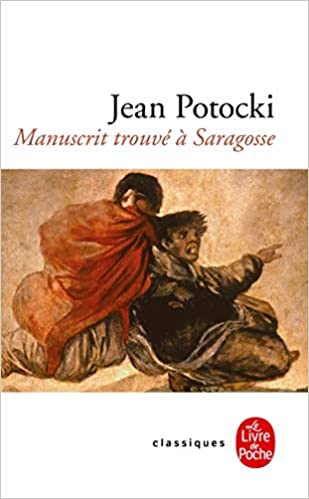 Jean Potocki
Manuscrit trouvé à Saragosse
classiques
Le
Livre
de
Poche